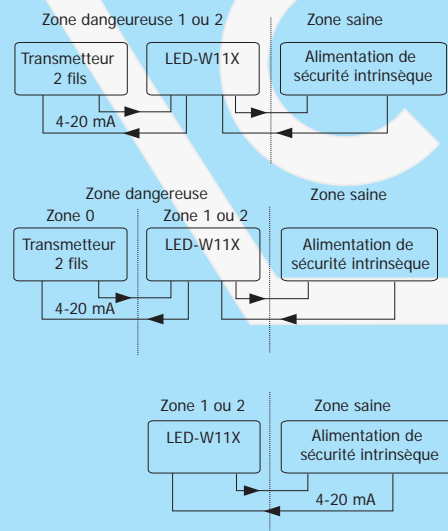 Zone dangeureuse 1 ou 2
Zone saine
Transmetteur
2 fils
LED-W11X
Alimentation de
sécurité intrinsèque
4-20 mA
Zone dangereuse
Zone saine
Zone 0
Zone 1 ou 2
Transmetteur
2 fils
LED-W11X
Alimentation de
sécurité intrinsèque
4-20 mA
Zone 1 ou 2
Zone saine
LED-W11X
Alimentation de
sécurité intrinsèque
4-20 mA